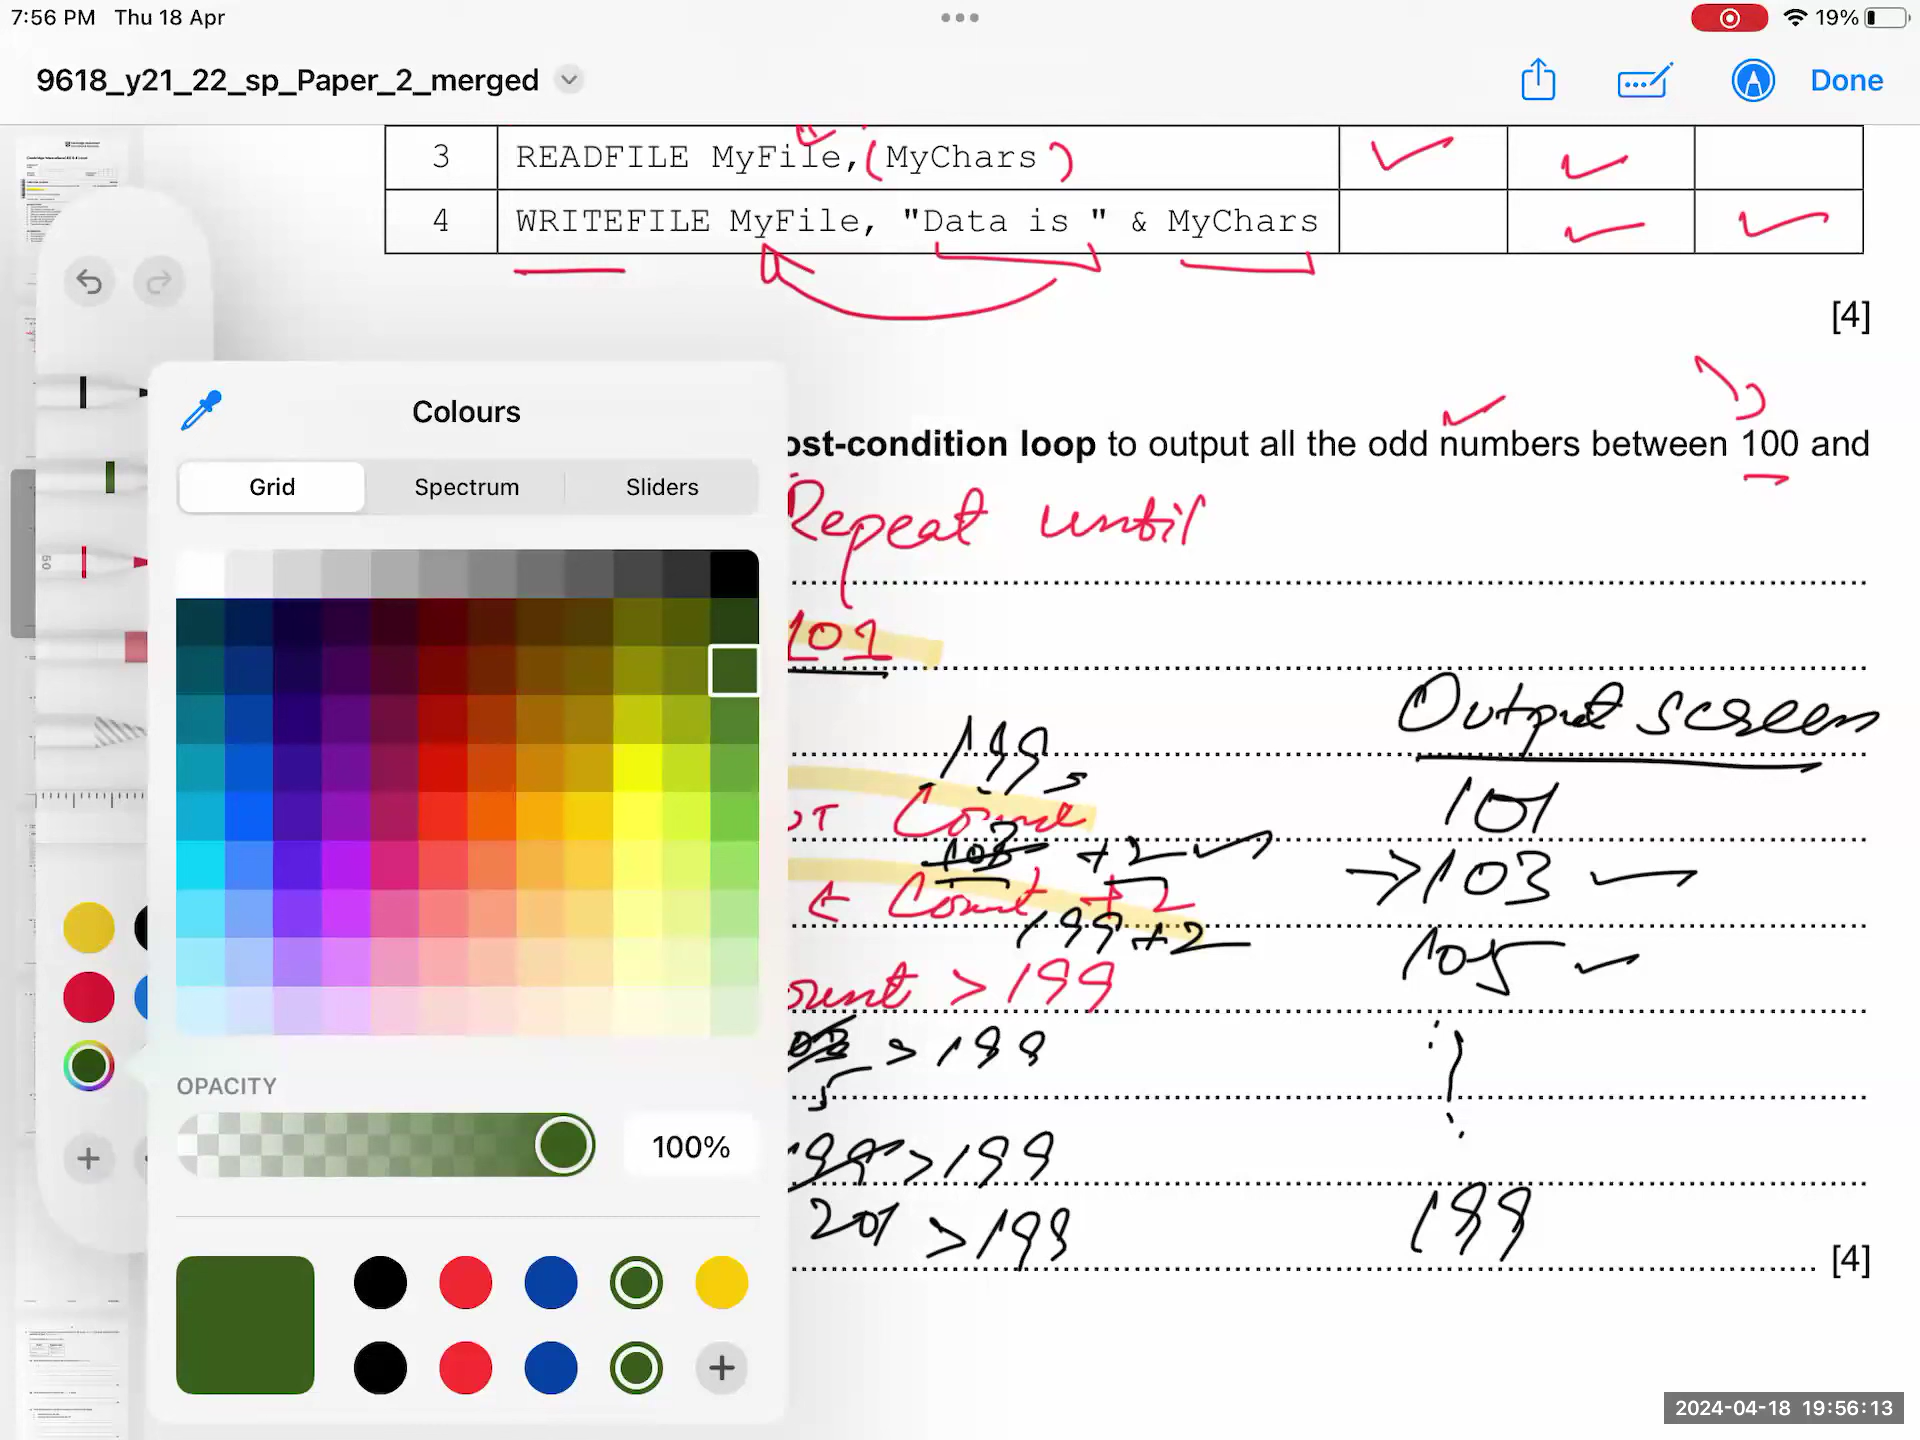 7:56 PM Thu 18 Apr
19%
9618_y21_22_sp_Paper_2_merged
Done
3 READFILE MyFile,(MyChars)
4 WRITEFILE MyFile, "Data is " & MyChars
[4]
ost-condition loop to output all the odd numbers between 100 and
Repeat until
101
Output screen
199
101
Count
103 +2
→103
← Count + 2
199+2
105
ount > 199
> 199
5
> 199
201 > 199
199
[4]
50
Colours
Grid Spectrum Sliders
OPACITY
100%
2024-04-18 19:56:13